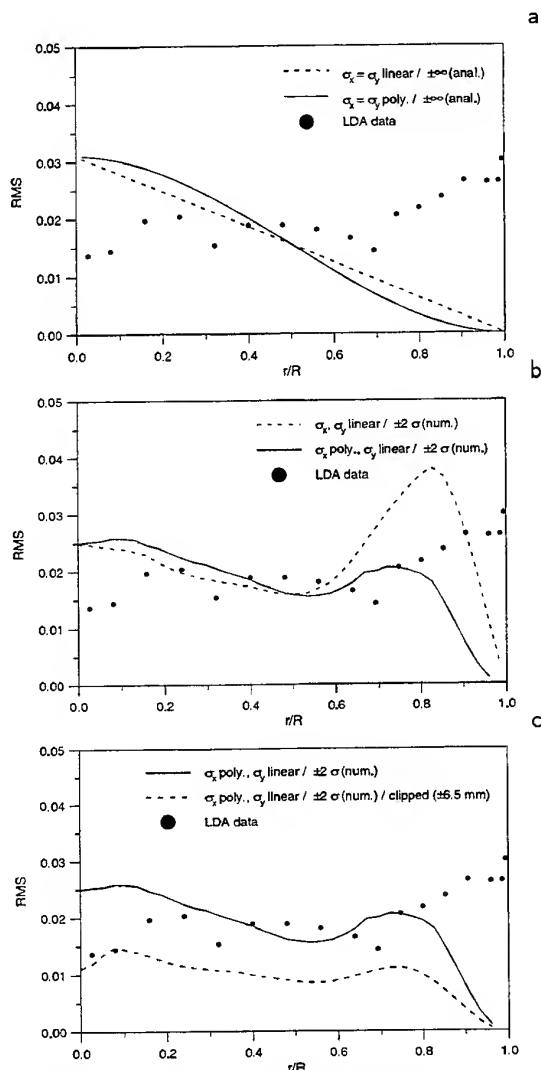 a
0.05
σx = σy linear / ±∞ (anal.)
σx = σy poly. / ±∞ (anal.)
LDA data
0.04
0.03
RMS
0.02
0.01
0.00
0.0 0.2 0.4 0.6 0.8 1.0
r/R
b
0.05
σx, σy linear / ±2 σ (num.)
σx poly., σy linear / ±2 σ (num.)
LDA data
0.04
0.03
RMS
0.02
0.01
0.00
0.0 0.2 0.4 0.6 0.8 1.0
r/R
c
0.05
σx poly., σy linear / ±2 σ (num.)
σx poly., σy linear / ±2 σ (num.) / clipped (±6.5 mm)
LDA data
0.04
0.03
RMS
0.02
0.01
0.00
0.0 0.2 0.4 0.6 0.8 1.0
r/R